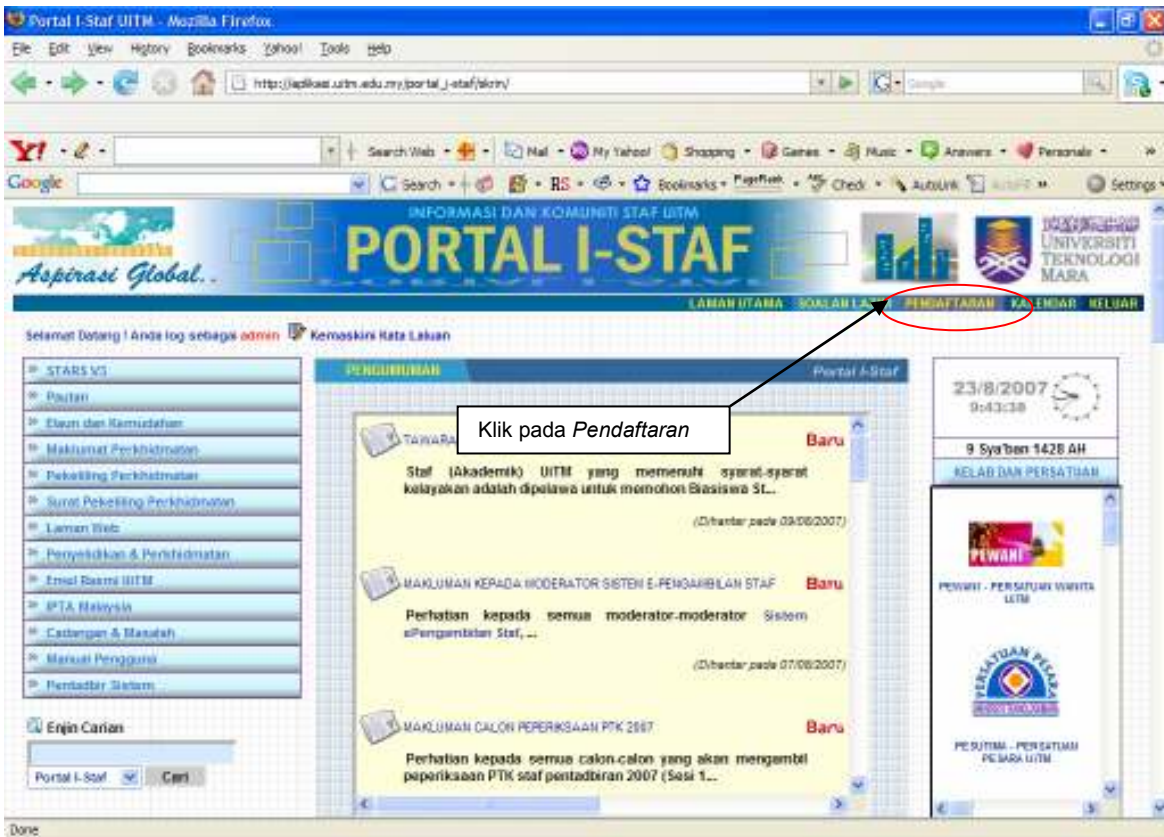 Portal I-Staf UiTM - Mozilla Firefox
File Edit View History Bookmarks Yahoo! Tools Help
http://aplikasi.uitm.edu.my/portal_i-staf/skrin/
G Google
Y! Search Web Mail My Yahoo! Shopping Games Music Answers Personals »
Google Search RS Bookmarks PageRank Check AutoLink »  Settings
Aspirasi Global..
INFORMASI DAN KOMUNITI STAF UiTM
PORTAL I-STAF
UNIVERSITI
TEKNOLOGI
MARA
LAMAN UTAMA SOALAN PENDAFTARAN KALENDAR KELUAR
Selamat Datang ! Anda log sebagai admin Kemaskini Kata Laluan
STARS V3
Pautan
Elaun dan Kemudahan
Maklumat Perkhidmatan
Pekeliling Perkhidmatan
Surat Pekeliling Perkhidmatan
Laman Web
Penyelidikan & Perkhidmatan
Emel Rasmi UiTM
IPTA Malaysia
Cadangan & Masalah
Manual Pengguna
Pentadbir Sistem
Enjin Carian
Portal I-Staf Cari
PENGUMUMAN Portal I-Staf
Klik pada Pendaftaran
TAWARA Baru
Staf (Akademik) UiTM yang memenuhi syarat-syarat
kelayakan adalah dipelawa untuk memohon Biasiswa St...
(Dihantar pada 09/08/2007)
MAKLUMAN KEPADA MODERATOR SISTEM E-PENGAMBILAN STAF Baru
Perhatian kepada semua moderator-moderator Sistem
ePengambilan Staf, ...
(Dihantar pada 07/08/2007)
MAKLUMAN CALON PEPERIKSAAN PTK 2007 Baru
Perhatian kepada semua calon-calon yang akan mengambil
peperiksaan PTK staf pentadbiran 2007 (Sesi 1...
23/8/2007
9:43:38
9 Sya'ban 1428 AH
KELAB DAN PERSATUAN
PEWANI
PEWANI - PERSATUAN WANITA
UiTM
PERSATUAN PESARA
PESUTIMA - PERSATUAN
PESARA UiTM
Done